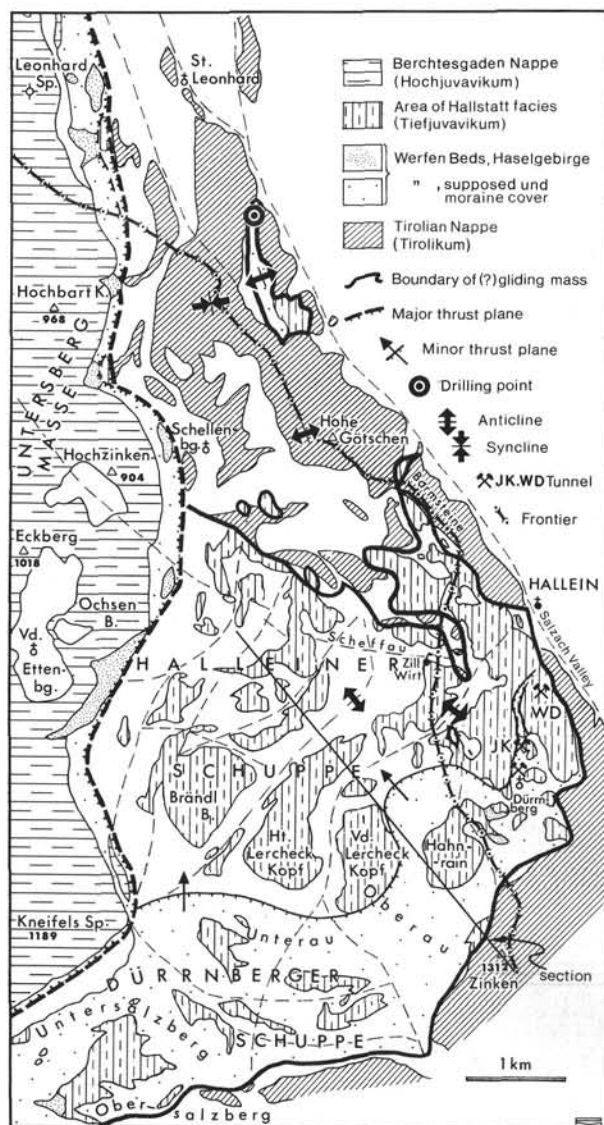 Leonhard
Sp.
St.
Leonhard
Berchtesgaden Nappe
(Hochjuvavikum)
Area of Hallstatt facies
(Tiefjuvavikum)
Werfen Beds, Haselgebirge
" , supposed und
moraine cover
Tirolian Nappe
(Tirolikum)
Boundary of (?) gliding mass
Major thrust plane
Minor thrust plane
Drilling point
Anticline
Syncline
JK.WD Tunnel
Frontier
Hochbart K.
968
UNTERSBERG
MASSE
Schellen-
bg.
Hohe
Götschen
Hochzinken
904
Barmsteine
Eckberg
1018
Ochsen
B.
HALLEIN
Salzach Valley
Vd.
Etten-
bg.
Scheffau
HALLEINER
Zill
Wirt
WD
SCHUPPE
JK
Brändl
B.
Dürrn-
berg
Ht.
Lercheck
Kopf
Vd.
Lercheck
Kopf
Hahn-
rain
Oberau
Kneifels Sp.
1189
Unterau
DÜRRNBERGER
1312
Zinken
section
Untersalzberg
SCHUPPE
1 km
Ober
salzberg